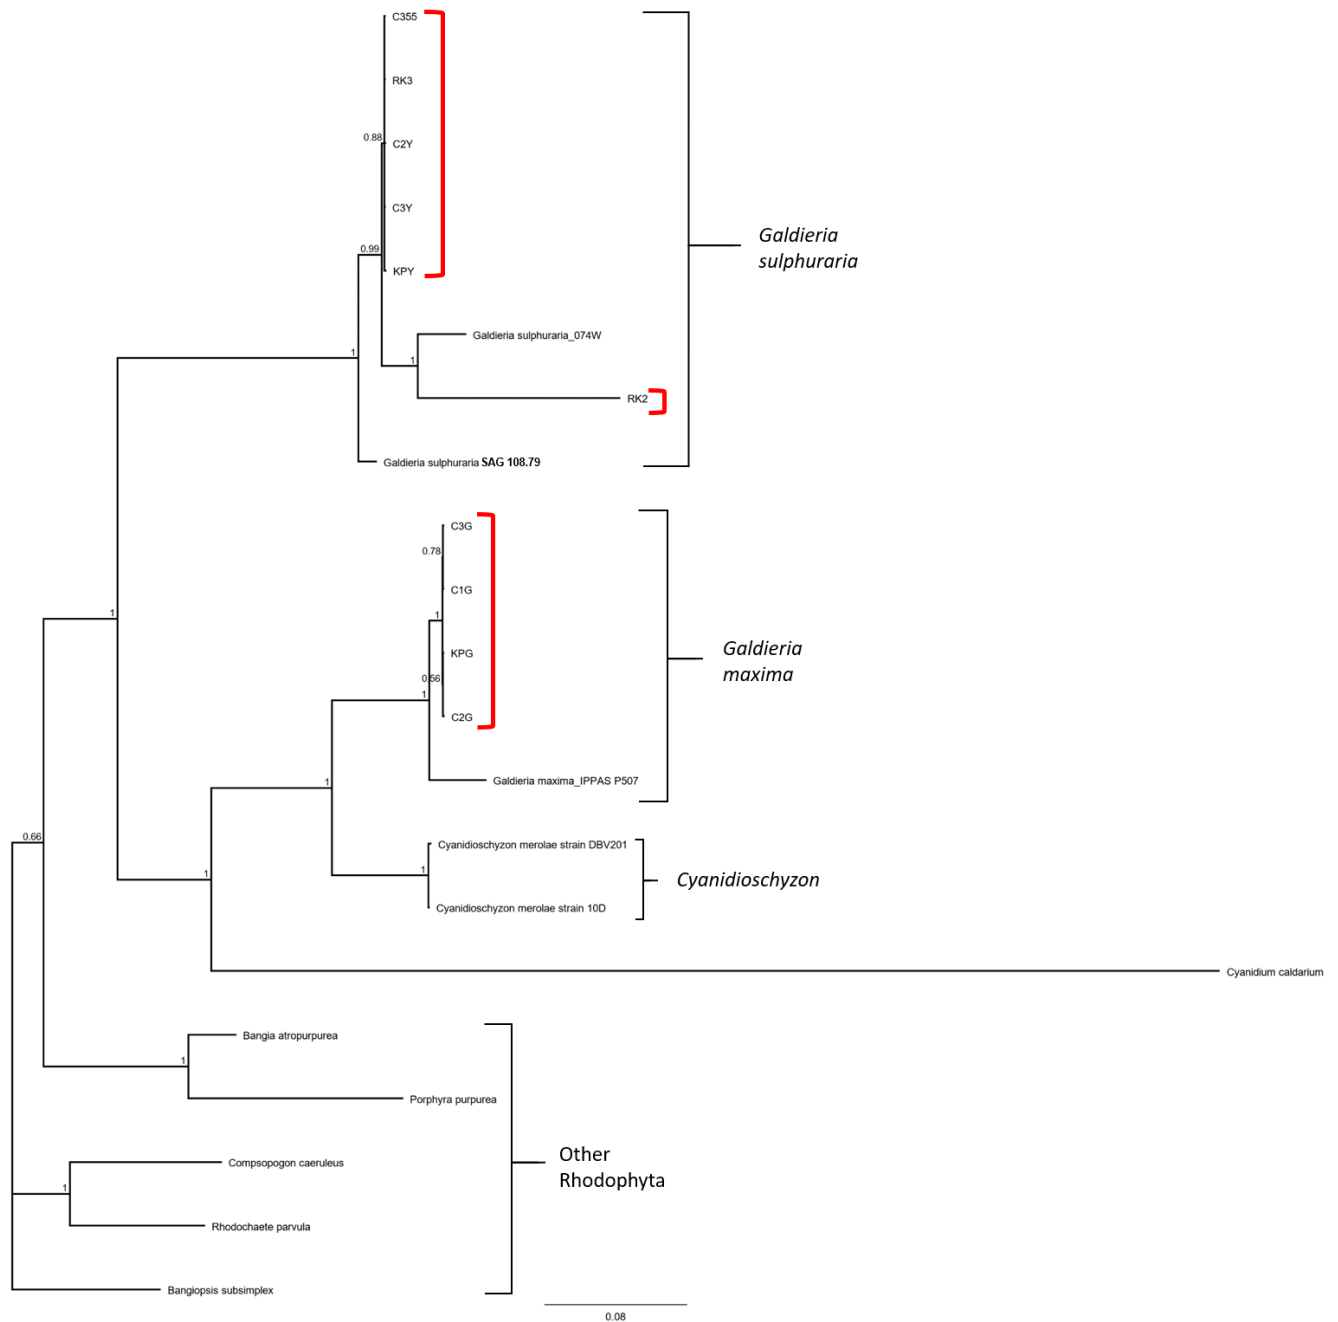 C355
RK3
0.88
C2Y
C3Y
Galdieria
sulphuraria
0.99
KPY
Galdieria sulphuraria_074W
1
1
RK2
Galdieria sulphuraria SAG 108.79
C3G
0.78
C1G
1
1
KPG
Galdieria
maxima
0.56
1
C2G
Galdieria maxima_IPPAS P507
1
0.66
Cyanidioschyzon merolae strain DBV201
1
1
Cyanidioschyzon
Cyanidioschyzon merolae strain 10D
Cyanidium caldarium
Bangia atropurpurea
1
Porphyra purpurea
Other
Rhodophyta
Compsopogon caeruleus
1
Rhodochaete parvula
Bangiopsis subsimplex
0.08